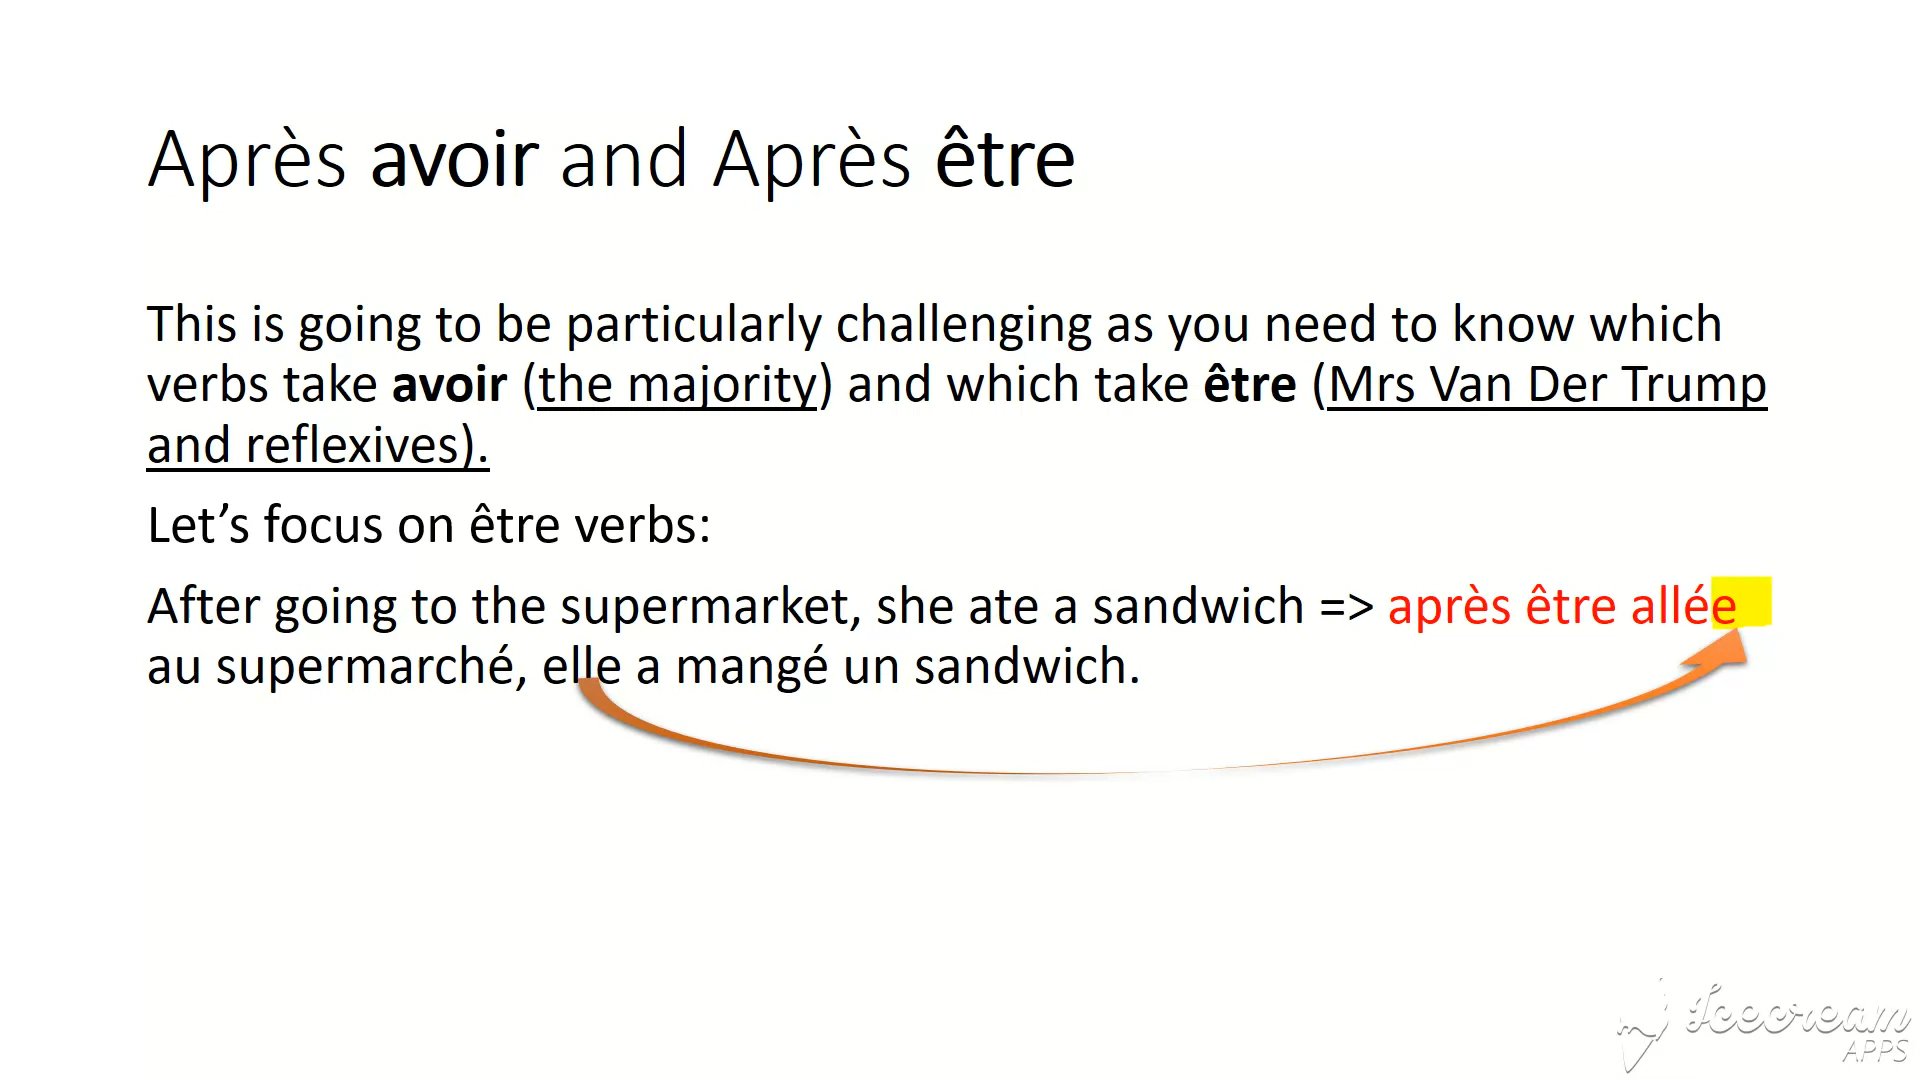 Après avoir and Après être
This is going to be particularly challenging as you need to know which
verbs take avoir (the majority) and which take être (Mrs Van Der Trump
and reflexives).
Let’s focus on être verbs:
After going to the supermarket, she ate a sandwich => après être allée
au supermarché, elle a mangé un sandwich.
Icecream
APPS